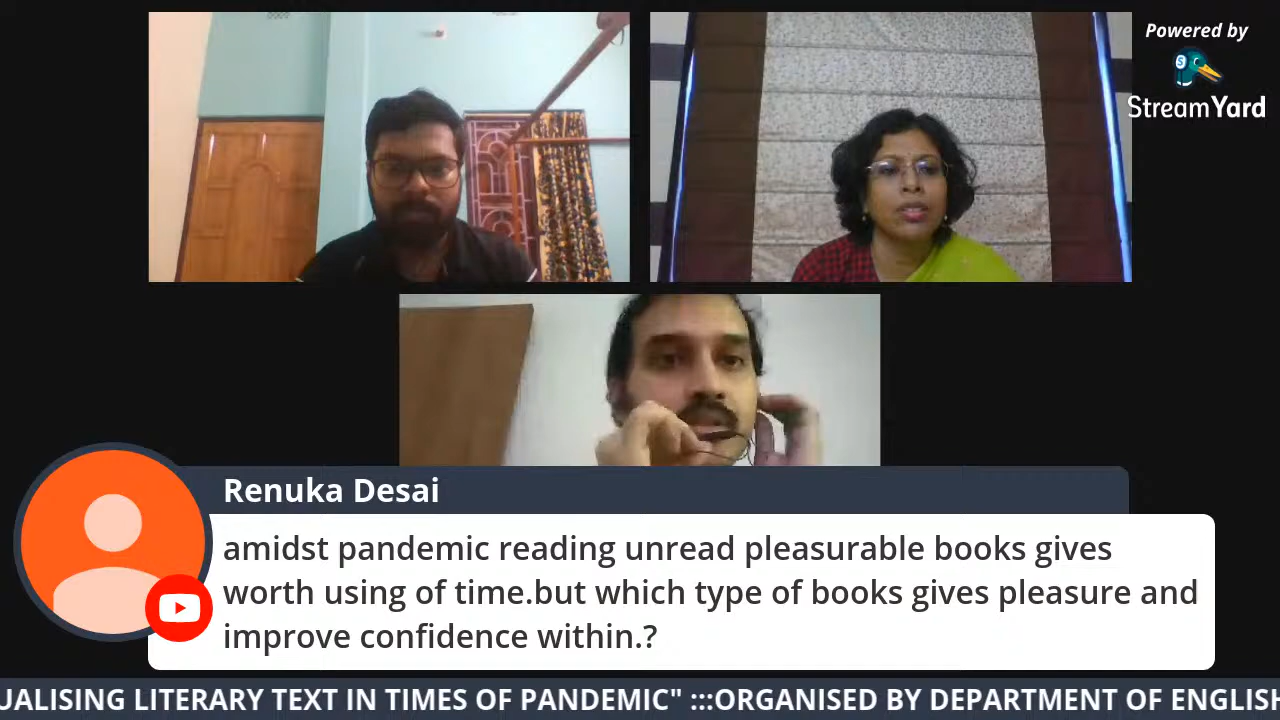 Powered by
StreamYard
Renuka Desai
amidst pandemic reading unread pleasurable books gives
worth using of time.but which type of books gives pleasure and
improve confidence within.?
UALISING LITERARY TEXT IN TIMES OF PANDEMIC" :::ORGANISED BY DEPARTMENT OF ENGLISH